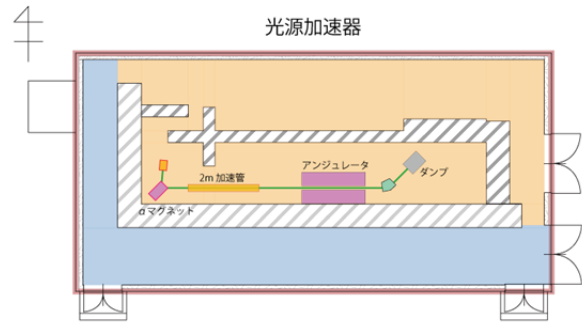 光源加速器
アンジュレータ
2m 加速管
ダンプ
αマグネット